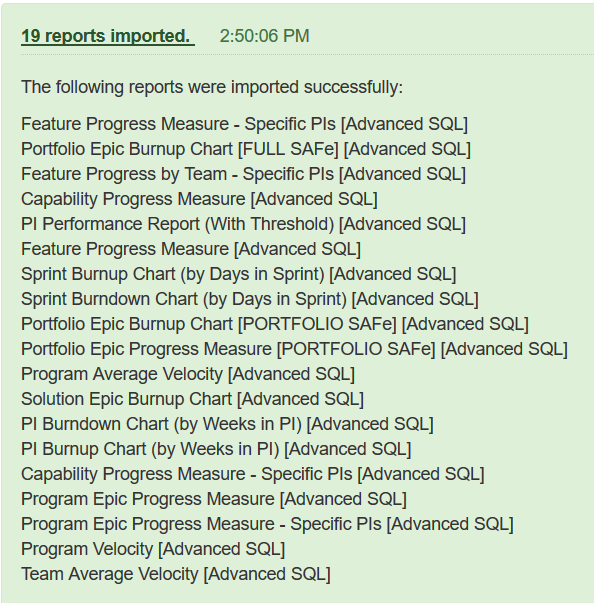 19 reports imported. 2:50:06 PM
The following reports were imported successfully:
Feature Progress Measure - Specific PIs [Advanced SQL]
Portfolio Epic Burnup Chart [FULL SAFe] [Advanced SQL]
Feature Progress by Team - Specific PIs [Advanced SQL]
Capability Progress Measure [Advanced SQL]
PI Performance Report (With Threshold) [Advanced SQL]
Feature Progress Measure [Advanced SQL]
Sprint Burnup Chart (by Days in Sprint) [Advanced SQL]
Sprint Burndown Chart (by Days in Sprint) [Advanced SQL]
Portfolio Epic Burnup Chart [PORTFOLIO SAFe] [Advanced SQL]
Portfolio Epic Progress Measure [PORTFOLIO SAFe] [Advanced SQL]
Program Average Velocity [Advanced SQL]
Solution Epic Burnup Chart [Advanced SQL]
PI Burndown Chart (by Weeks in PI) [Advanced SQL]
PI Burnup Chart (by Weeks in PI) [Advanced SQL]
Capability Progress Measure - Specific PIs [Advanced SQL]
Program Epic Progress Measure [Advanced SQL]
Program Epic Progress Measure - Specific PIs [Advanced SQL]
Program Velocity [Advanced SQL]
Team Average Velocity [Advanced SQL]